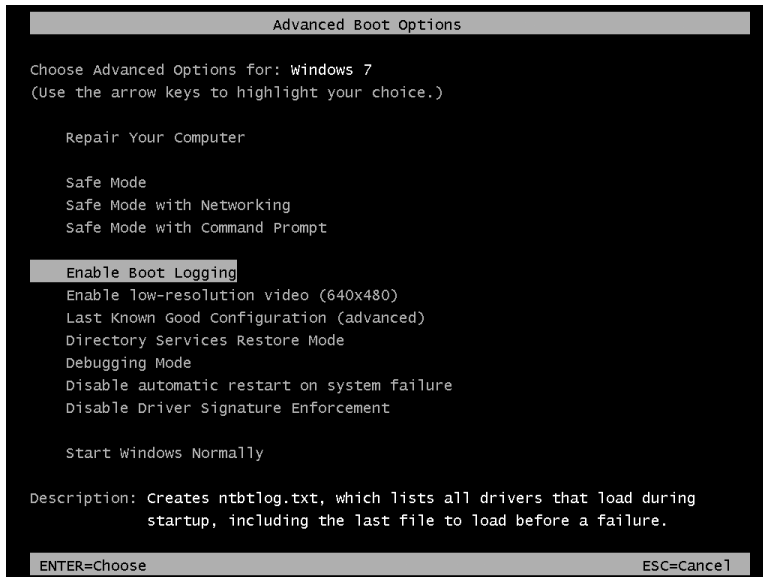 Advanced Boot Options
Choose Advanced Options for: Windows 7
(Use the arrow keys to highlight your choice.)
Repair Your Computer
Safe Mode
Safe Mode with Networking
Safe Mode with Command Prompt
Enable Boot Logging
Enable low-resolution video (640x480)
Last Known Good Configuration (advanced)
Directory Services Restore Mode
Debugging Mode
Disable automatic restart on system failure
Disable Driver Signature Enforcement
Start Windows Normally
Description: Creates ntbtlog.txt, which lists all drivers that load during
startup, including the last file to load before a failure.
ENTER=Choose ESC=Cancel